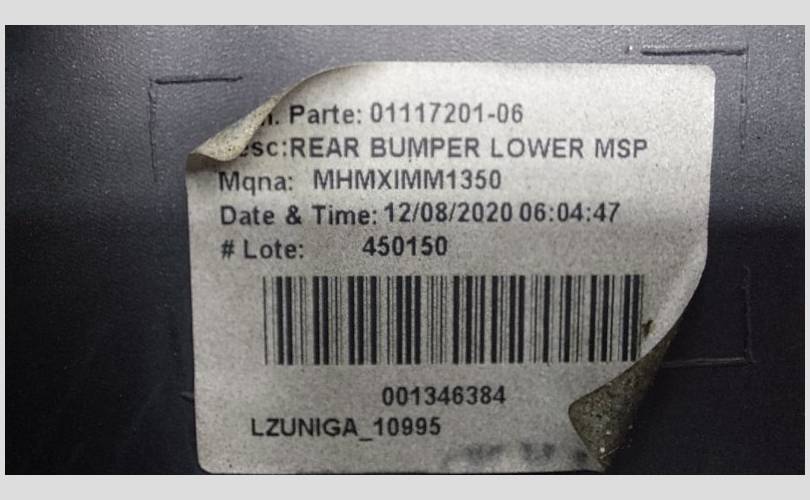 Parte: 01117201-06
REAR BUMPER LOWER MSP
Mqna: MHMXIMM1350
Date & Time: 12/08/2020 06:04:47
# Lote: 450150
001346384
LZUNIGA_10995